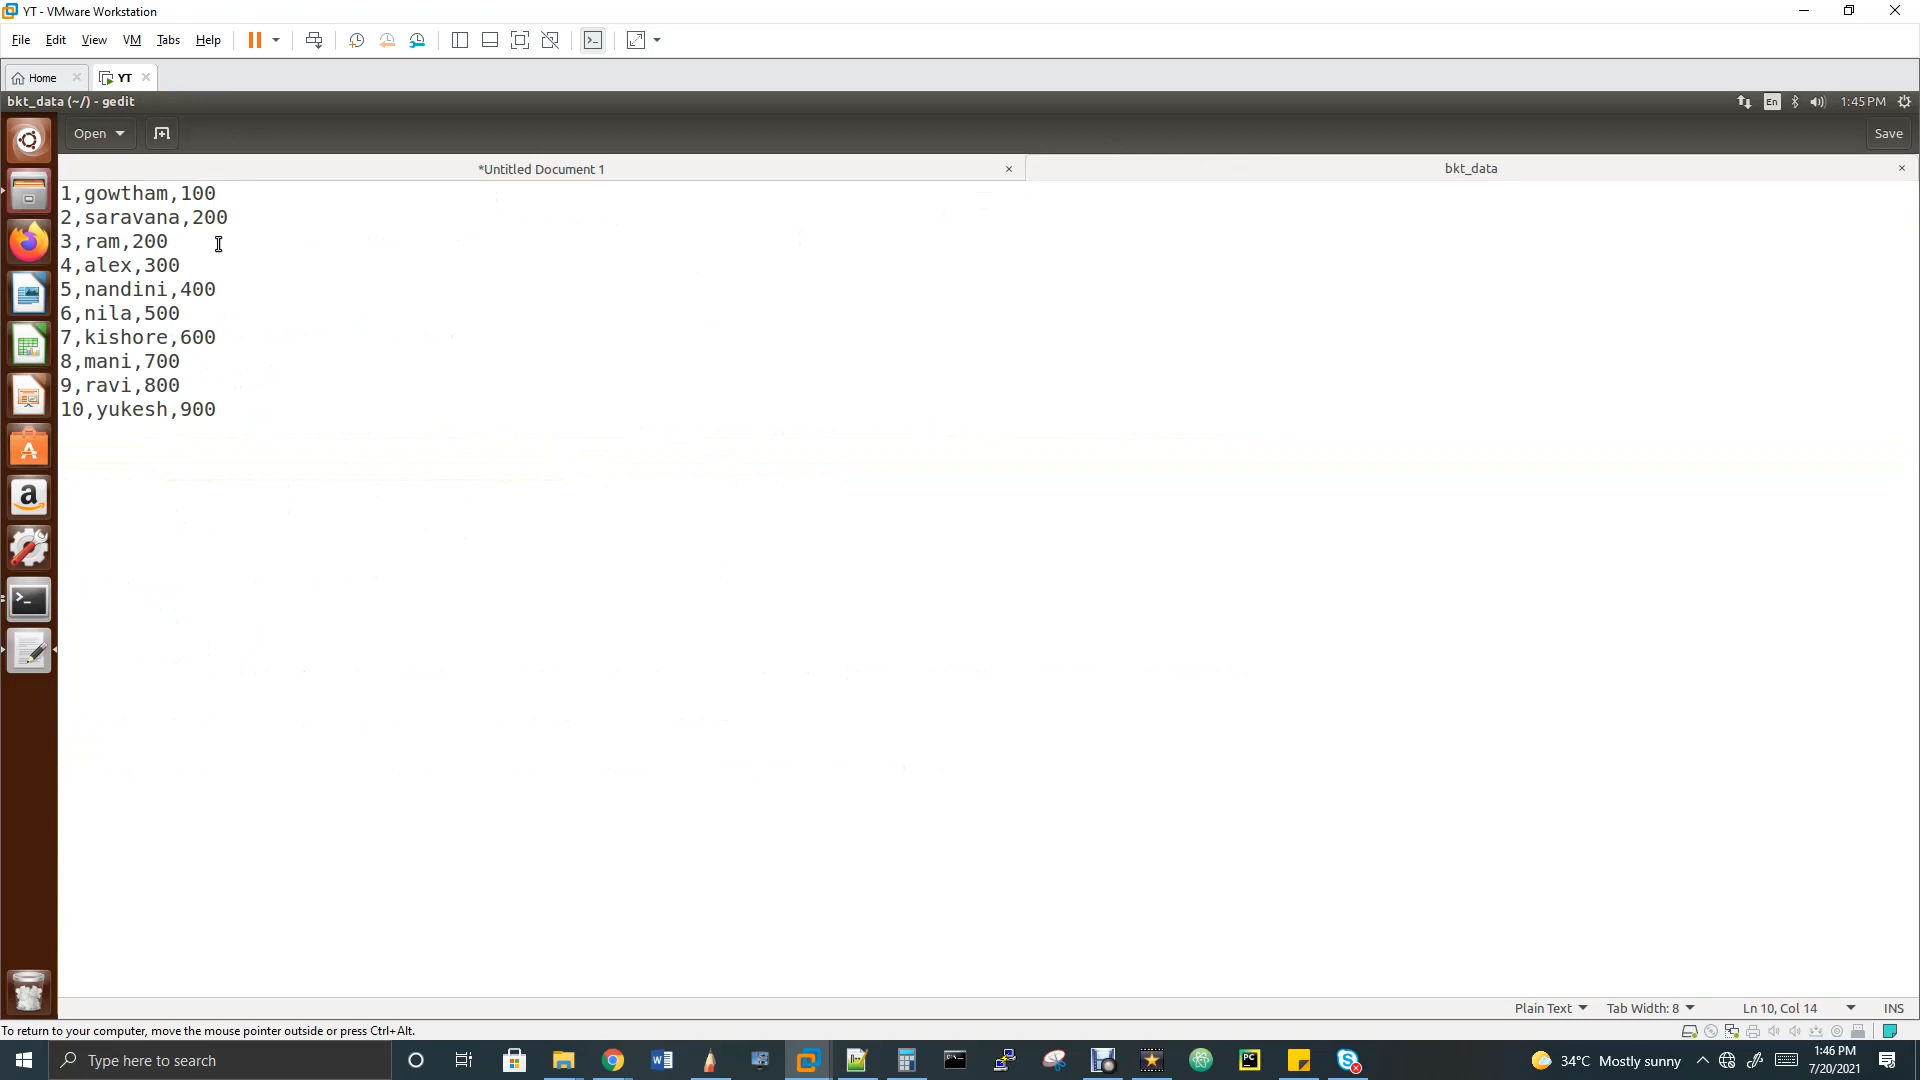 YT - VMware Workstation
File Edit View VM Tabs Help
Home YT
bkt_data (~/) - gedit En 1:45 PM
Open Save
*Untitled Document 1 bkt_data
1,gowtham,100
2,saravana,200
3,ram,200
4,alex,300
5,nandini,400
6,nila,500
7,kishore,600
8,mani,700
9,ravi,800
10,yukesh,900
Plain Text Tab Width: 8 Ln 10, Col 14 INS
To return to your computer, move the mouse pointer outside or press Ctrl+Alt.
Type here to search 34°C Mostly sunny 1:46 PM
7/20/2021